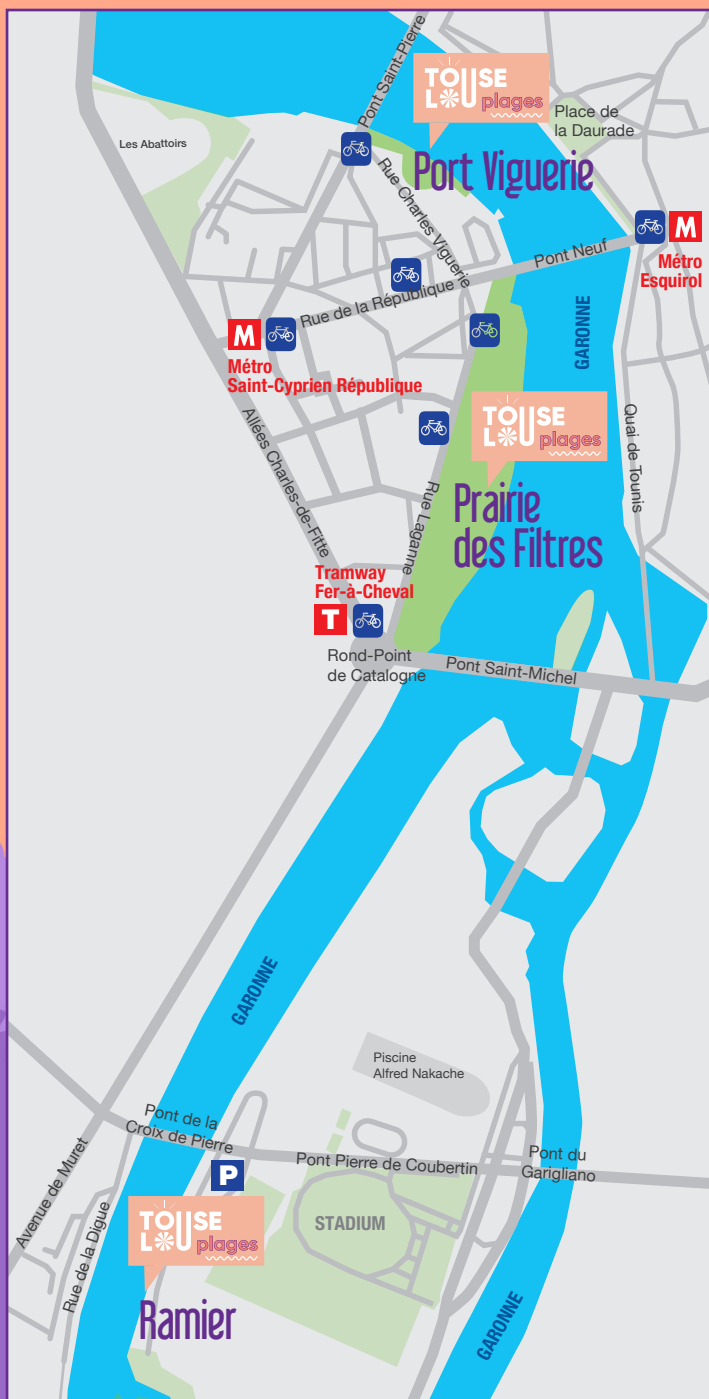 Pont Saint-Pierre
TOUSE
LOU plages
Place de
la Daurade
Les Abattoirs
Port Viguerie
Rue Charles Viguerie
M
Métro
Esquirol
Pont Neuf
Rue de la République
GARONNE
M
Métro
Saint-Cyprien République
TOUSE
LOU plages
Quai de Tounis
Allées Charles-de-Fitte
Rue Laganne
Prairie
des Filtres
Tramway
Fer-à-Cheval
T
Rond-Point
de Catalogne
Pont Saint-Michel
GARONNE
Piscine
Alfred Nakache
Pont de la
Croix de Pierre
Pont Pierre de Coubertin
Pont du
Garigliano
Avenue de Muret
P
Rue de la Digue
TOUSE
LOU plages
STADIUM
Ramier
GARONNE